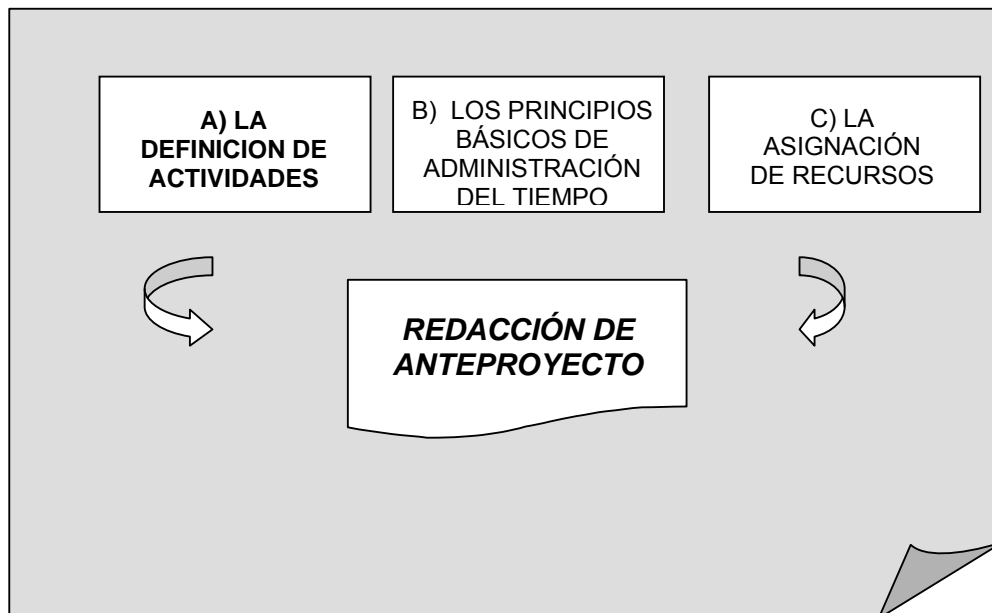 A) LA
DEFINICION DE
ACTIVIDADES
B) LOS PRINCIPIOS
BÁSICOS DE
ADMINISTRACIÓN
DEL TIEMPO
C) LA
ASIGNACIÓN
DE RECURSOS
REDACCIÓN DE
ANTEPROYECTO